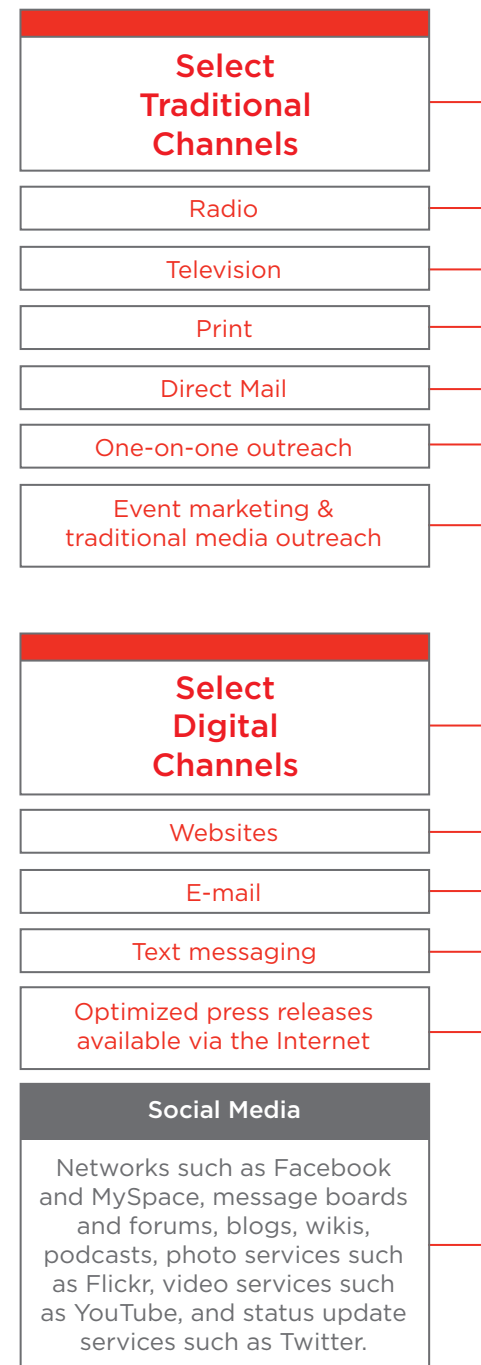 Select
Traditional
Channels
Radio
Television
Print
Direct Mail
One-on-one outreach
Event marketing &
traditional media outreach
Select
Digital
Channels
Websites
E-mail
Text messaging
Optimized press releases
available via the Internet
Social Media
Networks such as Facebook
and MySpace, message boards
and forums, blogs, wikis,
podcasts, photo services such
as Flickr, video services such
as YouTube, and status update
services such as Twitter.